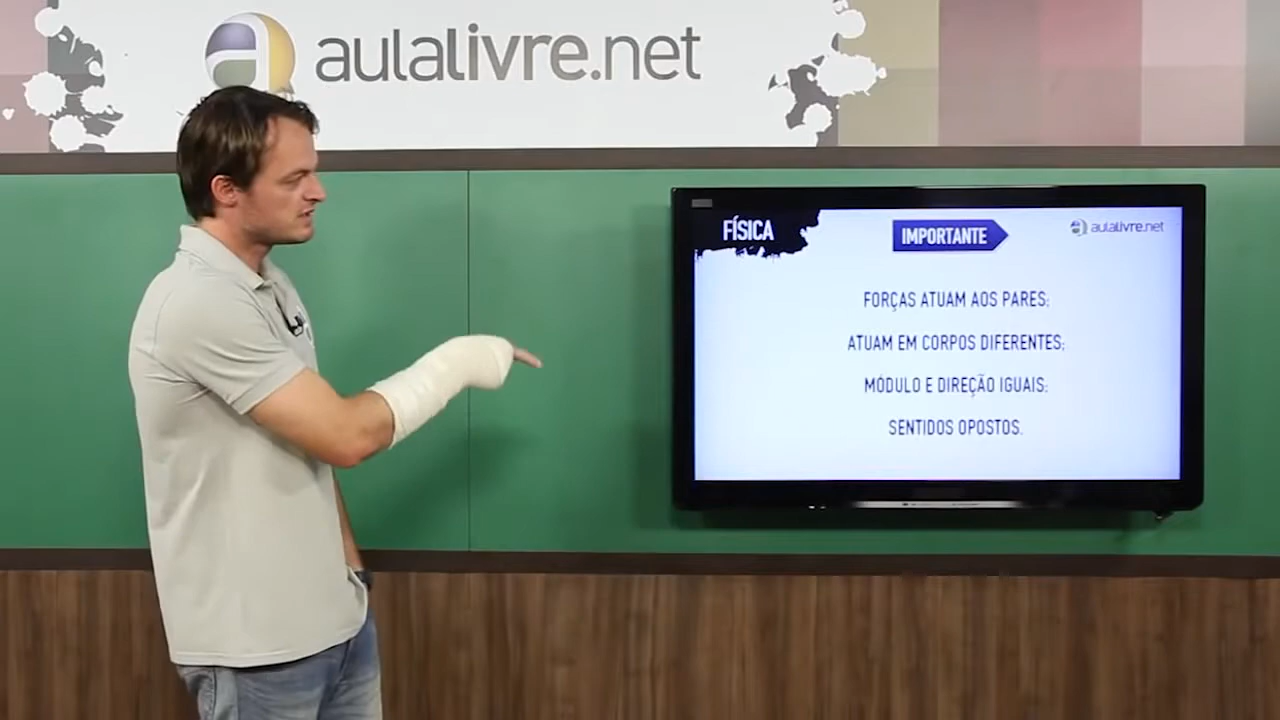 aulalivre.net
FÍSICA
IMPORTANTE
aulalivre.net
FORÇAS ATUAM AOS PARES;
ATUAM EM CORPOS DIFERENTES;
MÓDULO E DIREÇÃO IGUAIS;
SENTIDOS OPOSTOS.